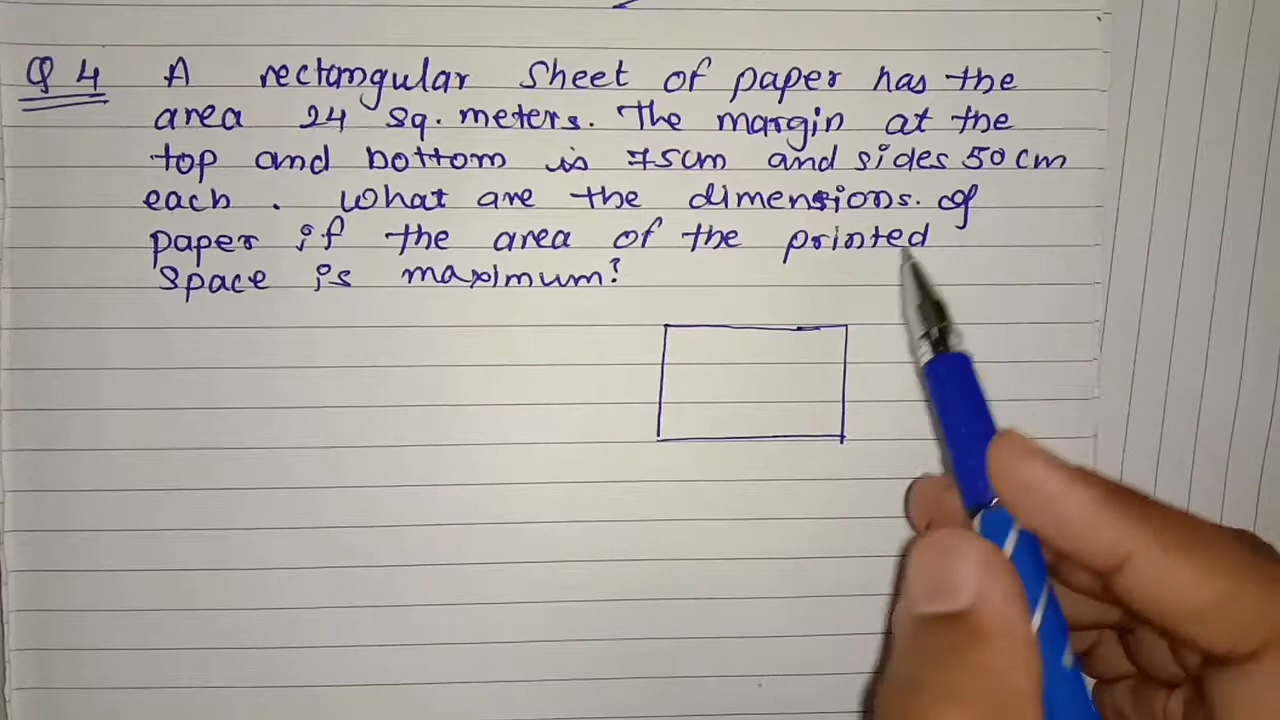 Q 4 A rectangular sheet of paper has the
area 24 sq. meters. The margin at the
top and bottom is 75cm and sides 50 cm
each . What are the dimensions. of
paper if the area of the printed
space is maximum?